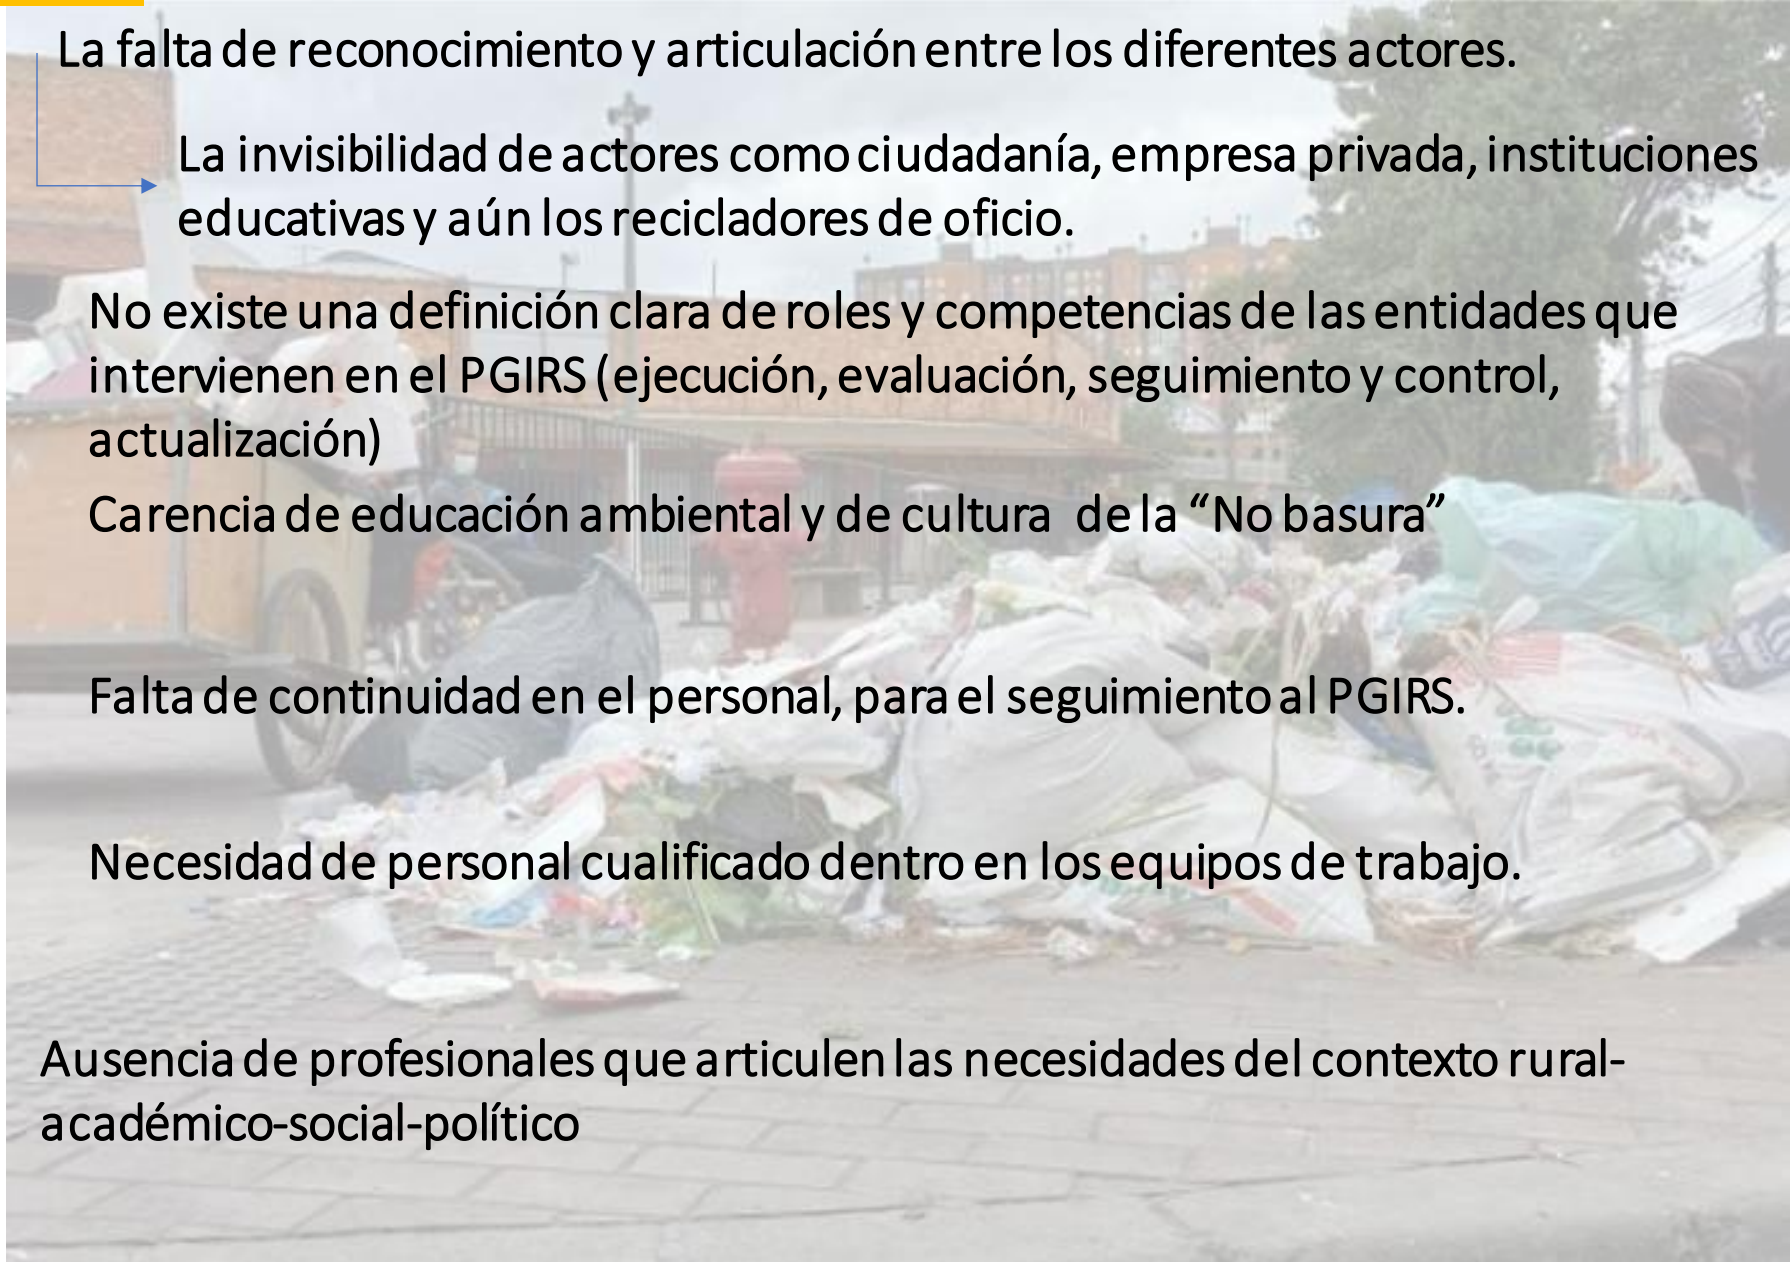 La falta de reconocimiento y articulación entre los diferentes actores.
La invisibilidad de actores como ciudadanía, empresa privada, instituciones
educativas y aún los recicladores de oficio.
No existe una definición clara de roles y competencias de las entidades que
intervienen en el PGIRS (ejecución, evaluación, seguimiento y control,
actualización)
Carencia de educación ambiental y de cultura de la “No basura”
Falta de continuidad en el personal, para el seguimiento al PGIRS.
Necesidad de personal cualificado dentro en los equipos de trabajo.
Ausencia de profesionales que articulen las necesidades del contexto rural-
académico-social-político